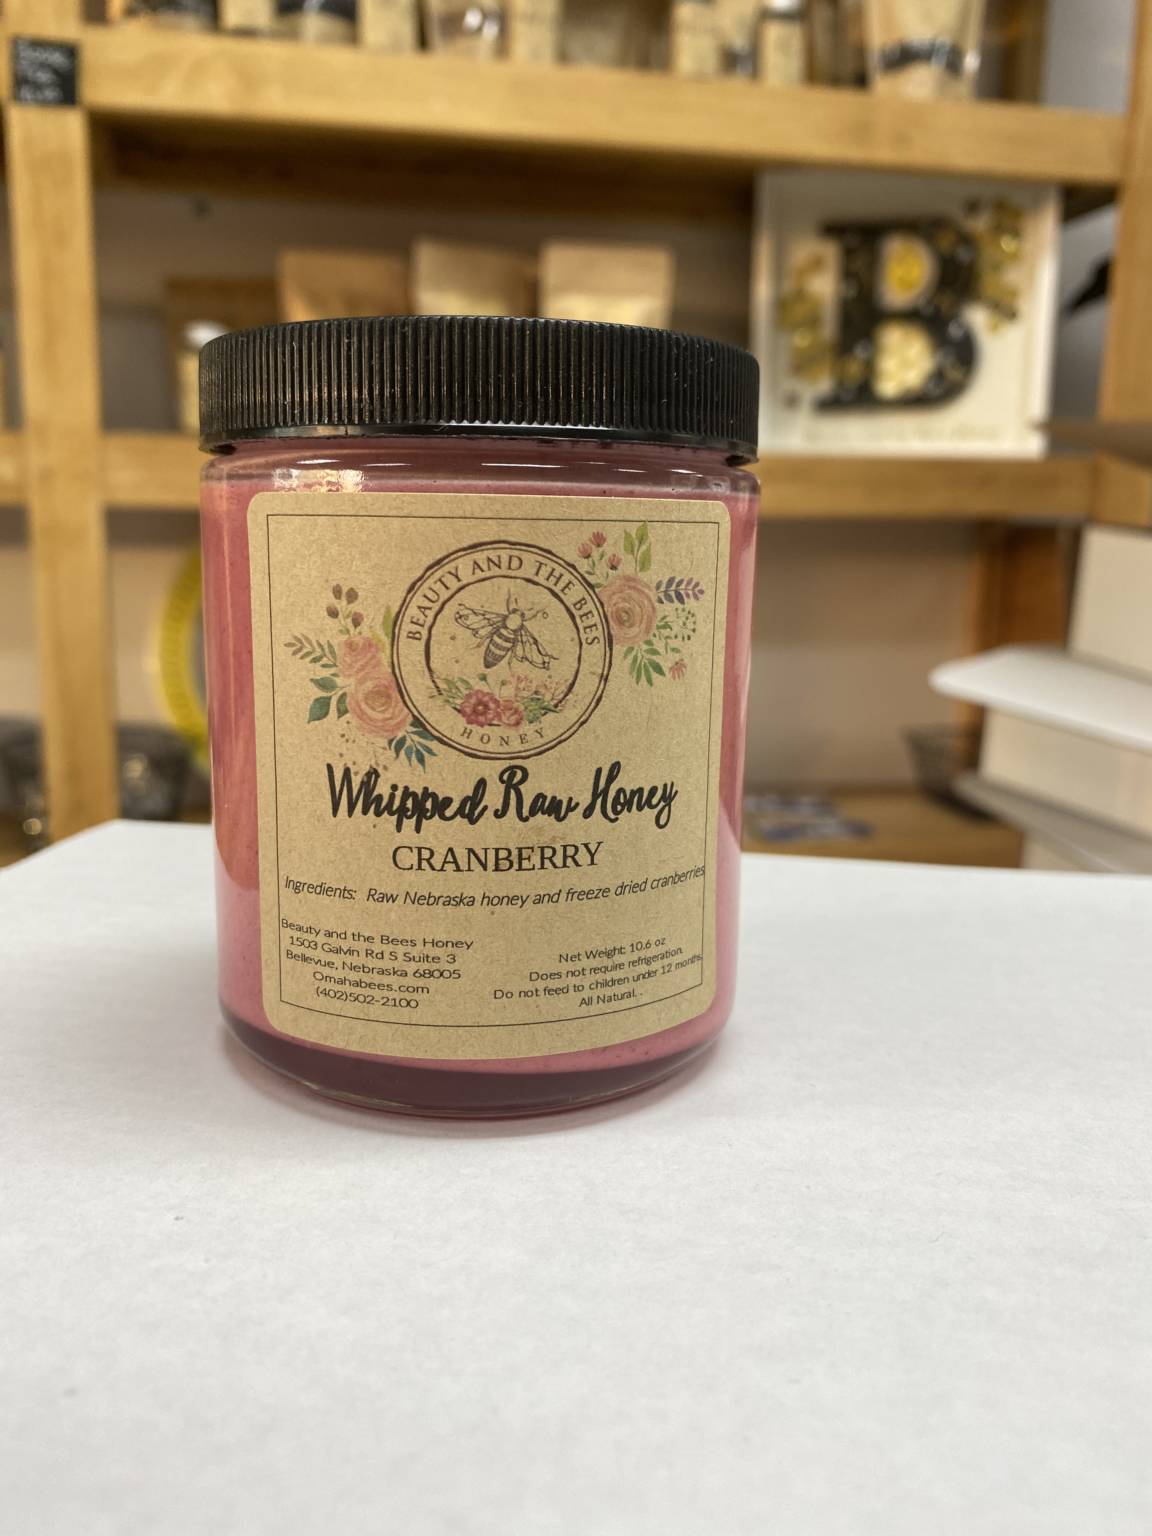 BEAUTY AND THE BEES
HONEY
Whipped Raw Honey
CRANBERRY
Ingredients: Raw Nebraska honey and freeze dried cranberries
Beauty and the Bees Honey
1503 Galvin Rd S Suite 3
Bellevue, Nebraska 68005
Omahabees.com
(402)502-2100
Net Weight: 10.6 oz
Does not require refrigeration.
Do not feed to children under 12 months.
All Natural. .
B